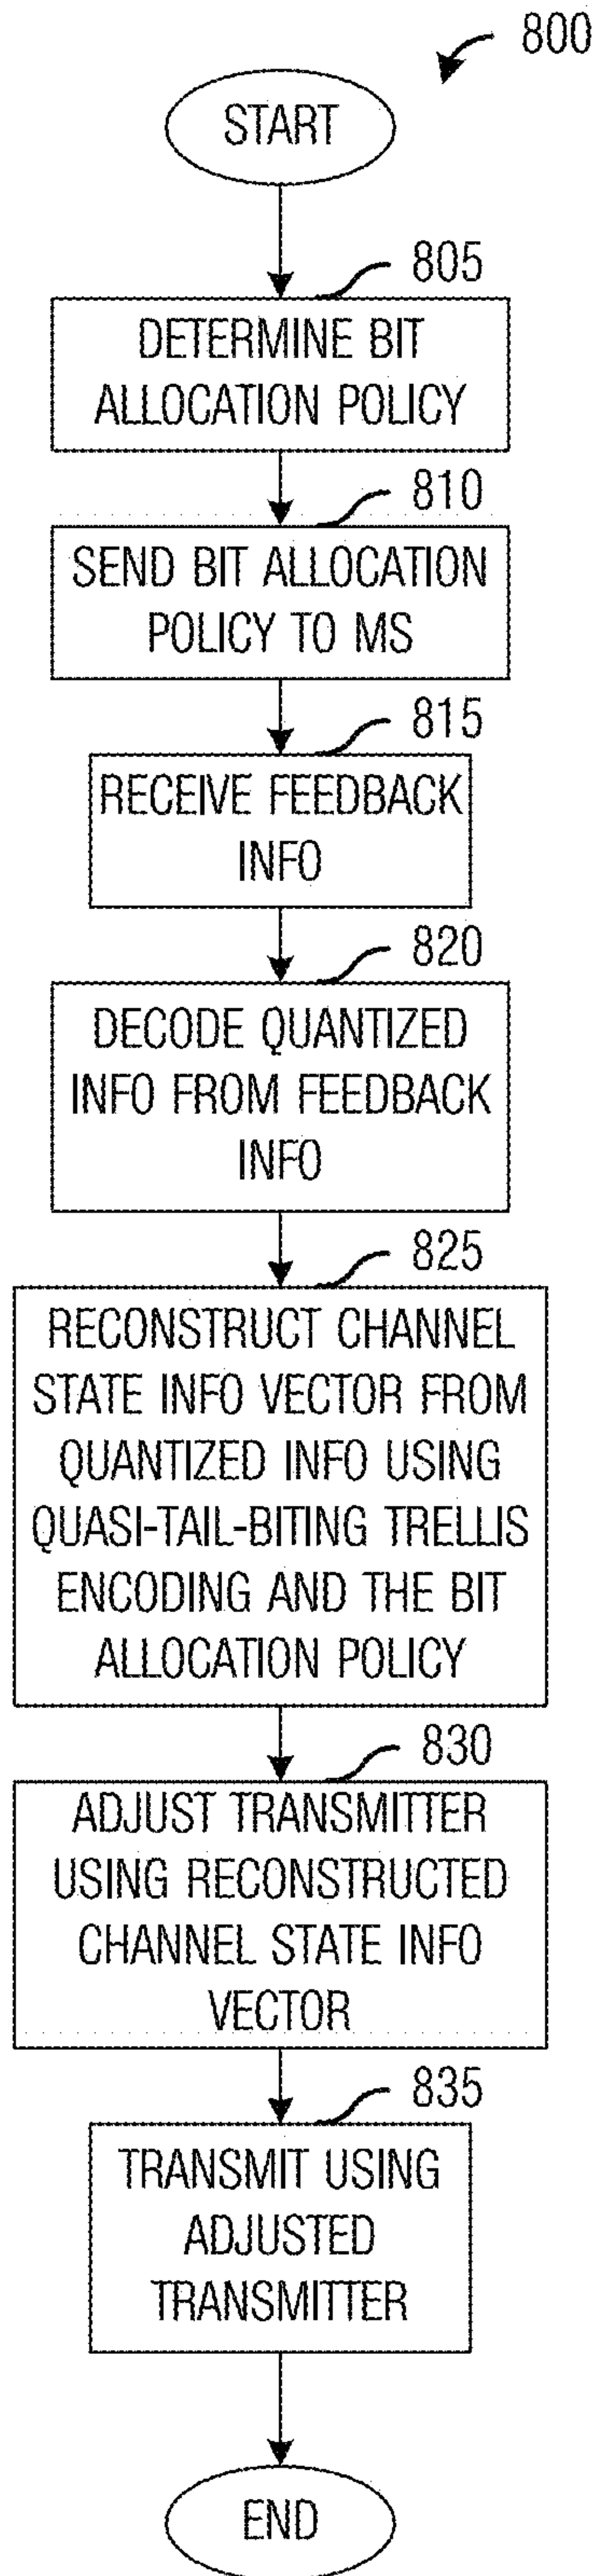 800
START
805
DETERMINE BIT
ALLOCATION POLICY
810
SEND BIT ALLOCATION
POLICY TO MS
815
RECEIVE FEEDBACK
INFO
820
DECODE QUANTIZED
INFO FROM FEEDBACK
INFO
825
RECONSTRUCT CHANNEL
STATE INFO VECTOR FROM
QUANTIZED INFO USING
QUASI-TAIL-BITING TRELLIS
ENCODING AND THE BIT
ALLOCATION POLICY
830
ADJUST TRANSMITTER
USING RECONSTRUCTED
CHANNEL STATE INFO
VECTOR
835
TRANSMIT USING
ADJUSTED
TRANSMITTER
END